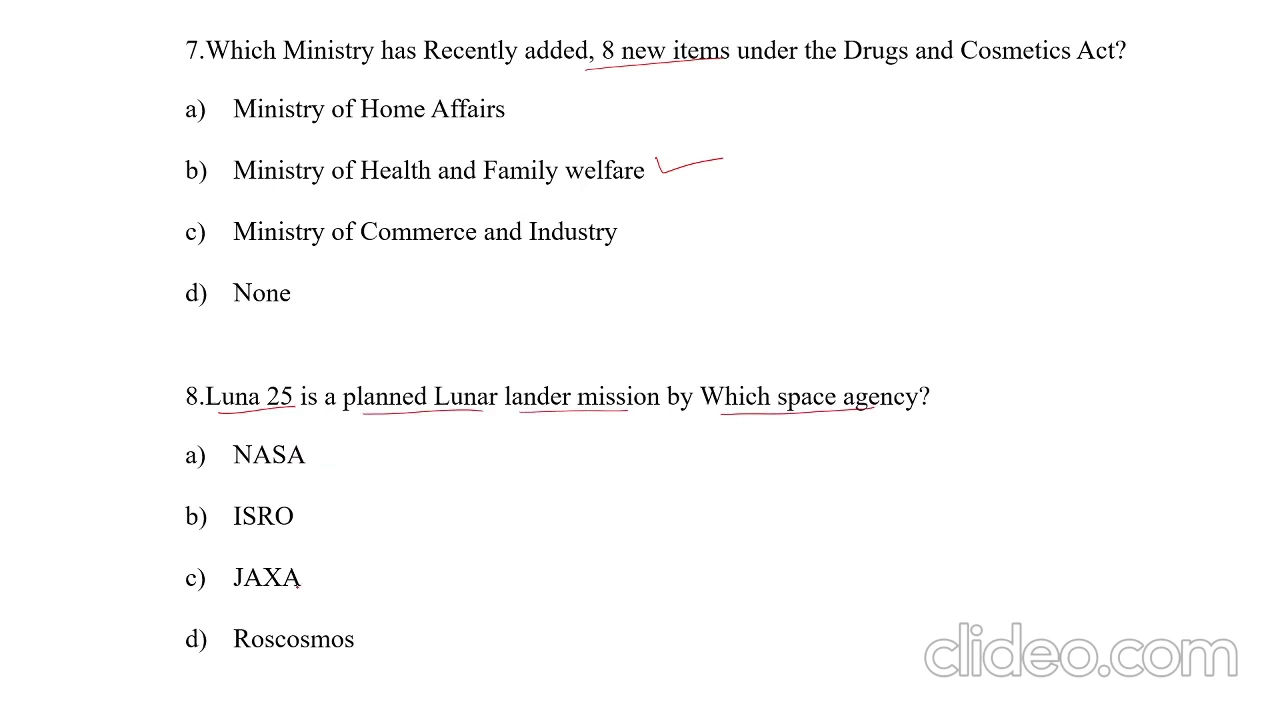 7.Which Ministry has Recently added, 8 new items under the Drugs and Cosmetics Act?
a) Ministry of Home Affairs
b) Ministry of Health and Family welfare
c) Ministry of Commerce and Industry
d) None
8.Luna 25 is a planned Lunar lander mission by Which space agency?
a) NASA
b) ISRO
c) JAXA
d) Roscosmos
clideo.com